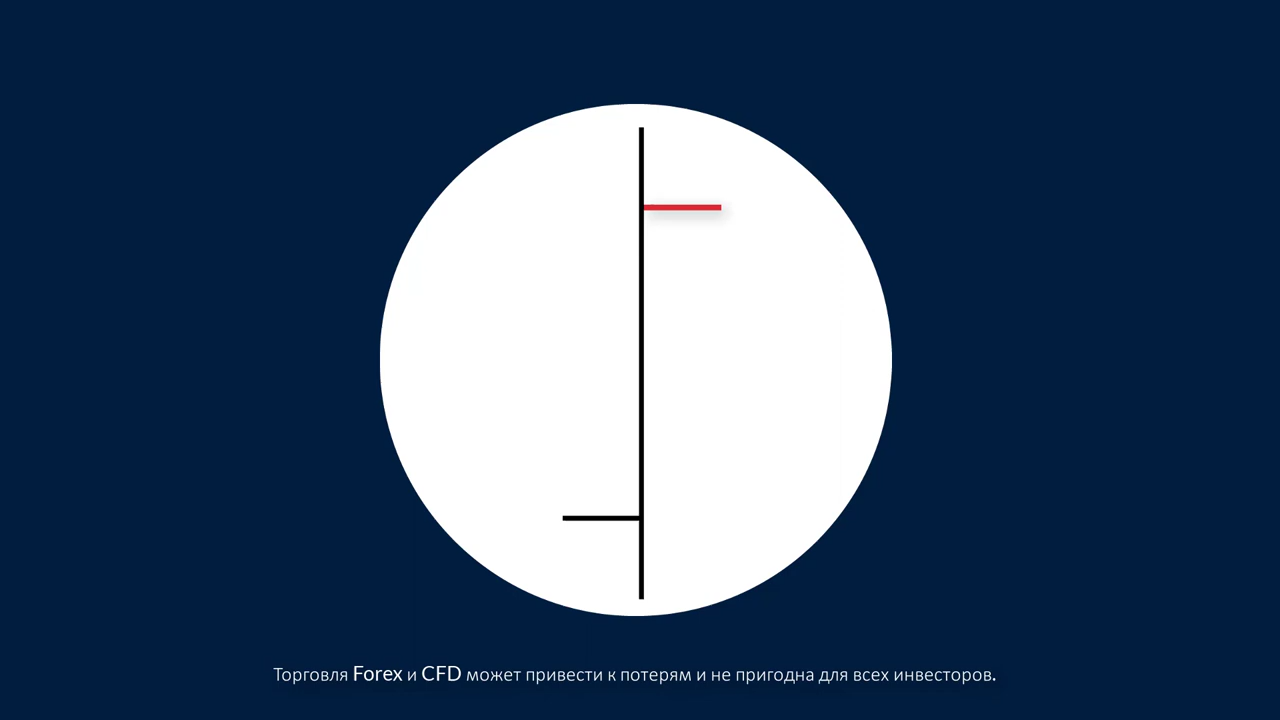 Торговля Forex и CFD может привести к потерям и не пригодна для всех инвесторов.